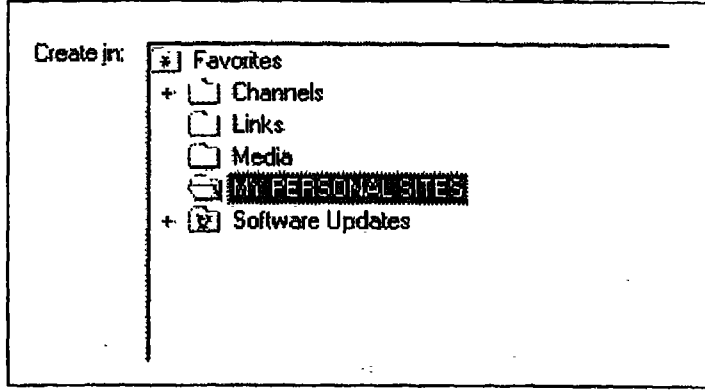 Create in:
Favorites
+ Channels
Links
Media
MY PERSONAL SITES
+ Software Updates